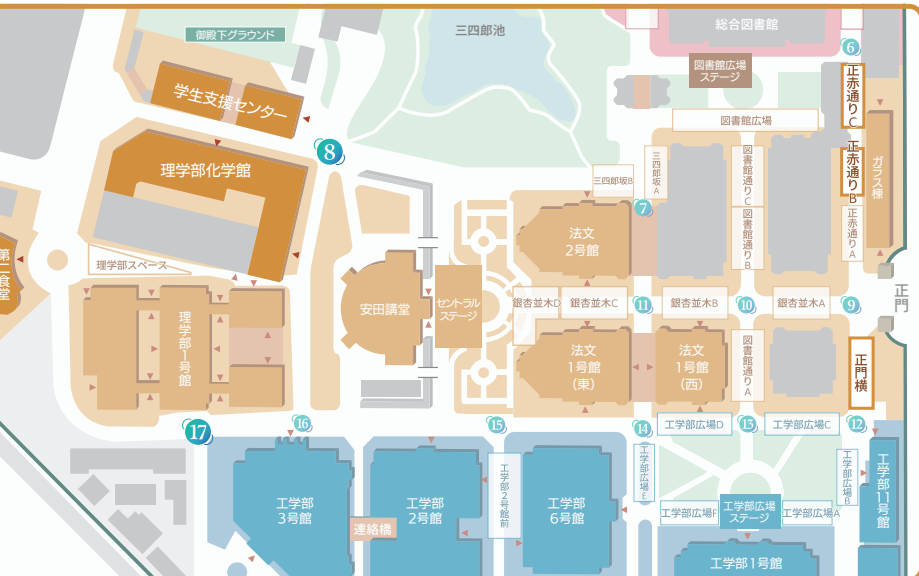 御殿下グラウンド
三四郎池
総合図書館
6
図書館広場
ステージ
正赤通りC
学生支援センター
図書館広場
8
理学部化学館
三四郎坂B
三四郎坂A
図書館通りC
正赤通りB
ガラス棟
7
法文
2号館
図書館通りB
正赤通りA
第二食堂
理学部スペース
安田講堂
セントラル
ステージ
銀杏並木D
銀杏並木C
11
銀杏並木B
10
銀杏並木A
9
正門
理学部1号館
法文
1号館
(東)
法文
1号館
(西)
図書館通りA
正門横
17
16
15
14
工学部広場D
13
工学部広場C
12
工学部
3号館
工学部
2号館
連絡橋
工学部2号館前
工学部
6号館
工学部広場E
工学部広場F
工学部広場
ステージ
工学部広場A
工学部広場B
工学部11号館
工学部1号館